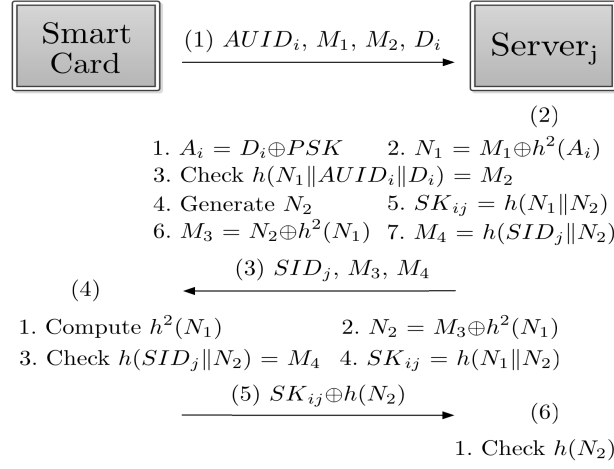 Smart Card
Server_j
(1) AUID_i, M_1, M_2, D_i
(2)
1. A_i = D_i⊕PSK 2. N_1 = M_1⊕h^2(A_i)
3. Check h(N_1∥AUID_i∥D_i) = M_2
4. Generate N_2 5. SK_ij = h(N_1∥N_2)
6. M_3 = N_2⊕h^2(N_1) 7. M_4 = h(SID_j∥N_2)
(3) SID_j, M_3, M_4
(4)
1. Compute h^2(N_1) 2. N_2 = M_3⊕h^2(N_1)
3. Check h(SID_j∥N_2) = M_4 4. SK_ij = h(N_1∥N_2)
(5) SK_ij⊕h(N_2)
(6)
1. Check h(N_2)